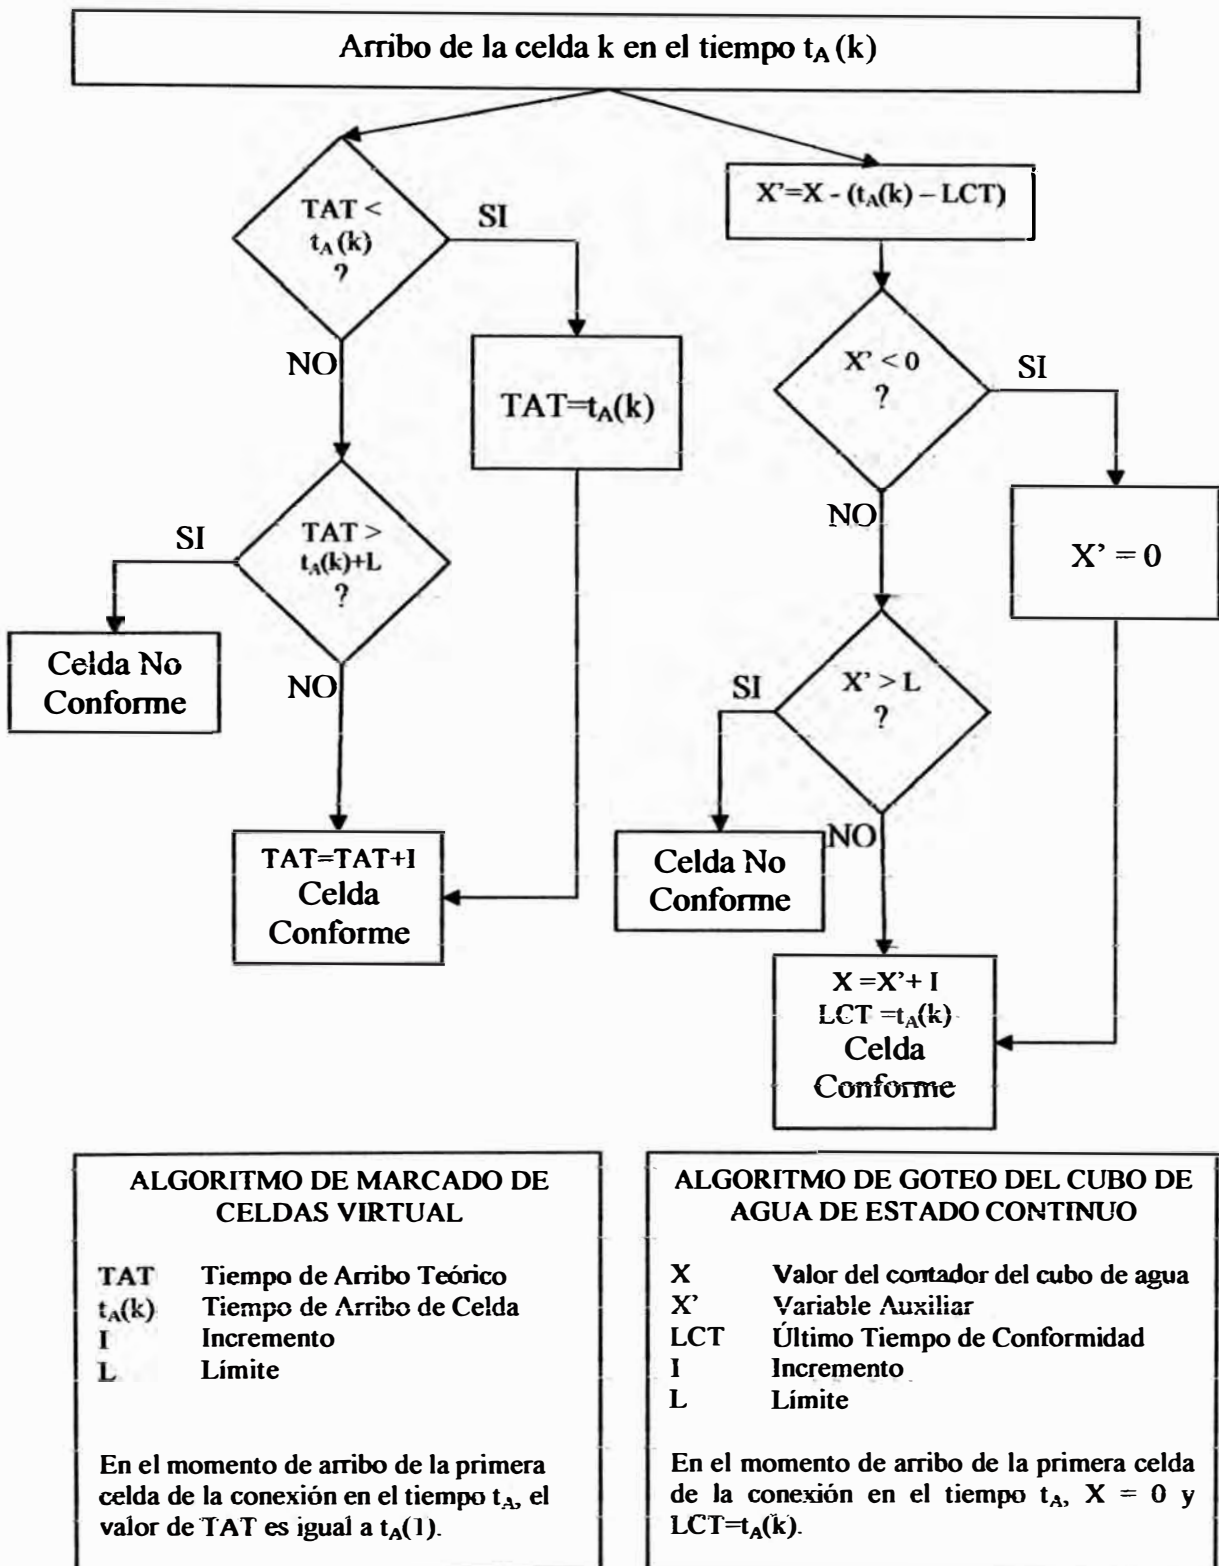 Arribo de la celda k en el tiempo tA (k)
TAT <
tA(k)
?
SI
NO
TAT=tA(k)
TAT >
tA(k)+L
?
SI
NO
Celda No
Conforme
TAT=TAT+I
Celda
Conforme
X'=X - (tA(k) – LCT)
X' < 0
?
SI
NO
X' = 0
X' > L
?
SI
NO
Celda No
Conforme
X =X'+ I
LCT =tA(k)
Celda
Conforme
ALGORITMO DE MARCADO DE
CELDAS VIRTUAL
TAT Tiempo de Arribo Teórico
tA(k) Tiempo de Arribo de Celda
I Incremento
L Límite
En el momento de arribo de la primera
celda de la conexión en el tiempo tA, el
valor de TAT es igual a tA(1).
ALGORITMO DE GOTEO DEL CUBO DE
AGUA DE ESTADO CONTINUO
X Valor del contador del cubo de agua
X' Variable Auxiliar
LCT Último Tiempo de Conformidad
I Incremento
L Límite
En el momento de arribo de la primera celda
de la conexión en el tiempo tA, X = 0 y
LCT=tA(k).